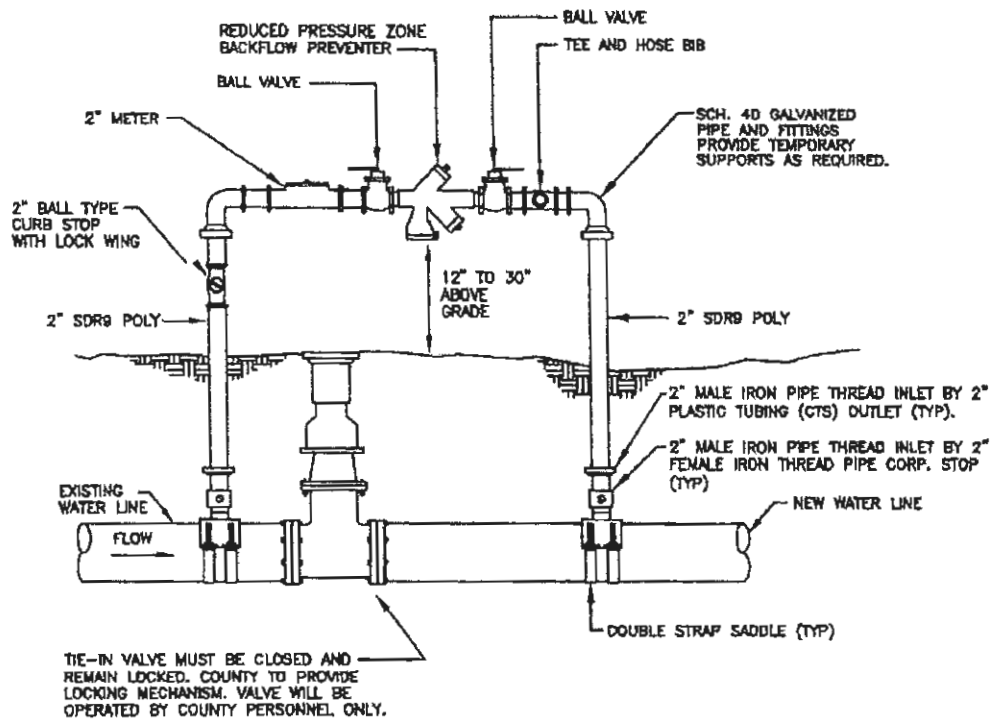 BALL VALVE
REDUCED PRESSURE ZONE
BACKFLOW PREVENTER
TEE AND HOSE BIB
BALL VALVE
2" METER
SCH. 40 GALVANIZED
PIPE AND FITTINGS
PROVIDE TEMPORARY
SUPPORTS AS REQUIRED.
2" BALL TYPE
CURB STOP
WITH LOCK WING
12" TO 30"
ABOVE
GRADE
2" SDR9 POLY
2" SDR9 POLY
2" MALE IRON PIPE THREAD INLET BY 2"
PLASTIC TUBING (CTS) OUTLET (TYP).
2" MALE IRON PIPE THREAD INLET BY 2"
FEMALE IRON THREAD PIPE CORP. STOP
(TYP)
EXISTING
WATER LINE
NEW WATER LINE
FLOW
DOUBLE STRAP SADDLE (TYP)
TIE-IN VALVE MUST BE CLOSED AND
REMAIN LOCKED. COUNTY TO PROVIDE
LOCKING MECHANISM. VALVE WILL BE
OPERATED BY COUNTY PERSONNEL ONLY.